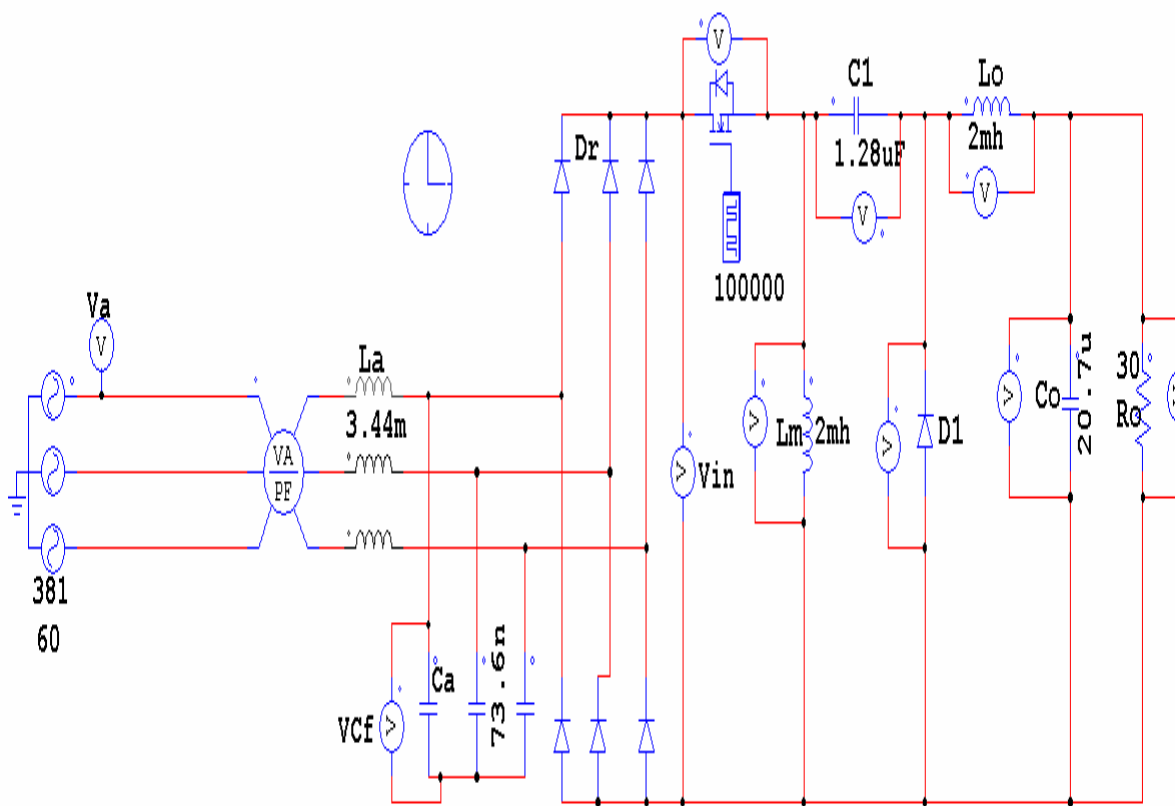 V
C1
Lo
Dr
1.28uF
2mh
V
V
100000
Va
V
La
3.44m
VA
PF
V
Vin
V
Lm
2mh
V
D1
V
Co
20.7u
30
Ro
V
381
60
VCf
V
Ca
73.6n